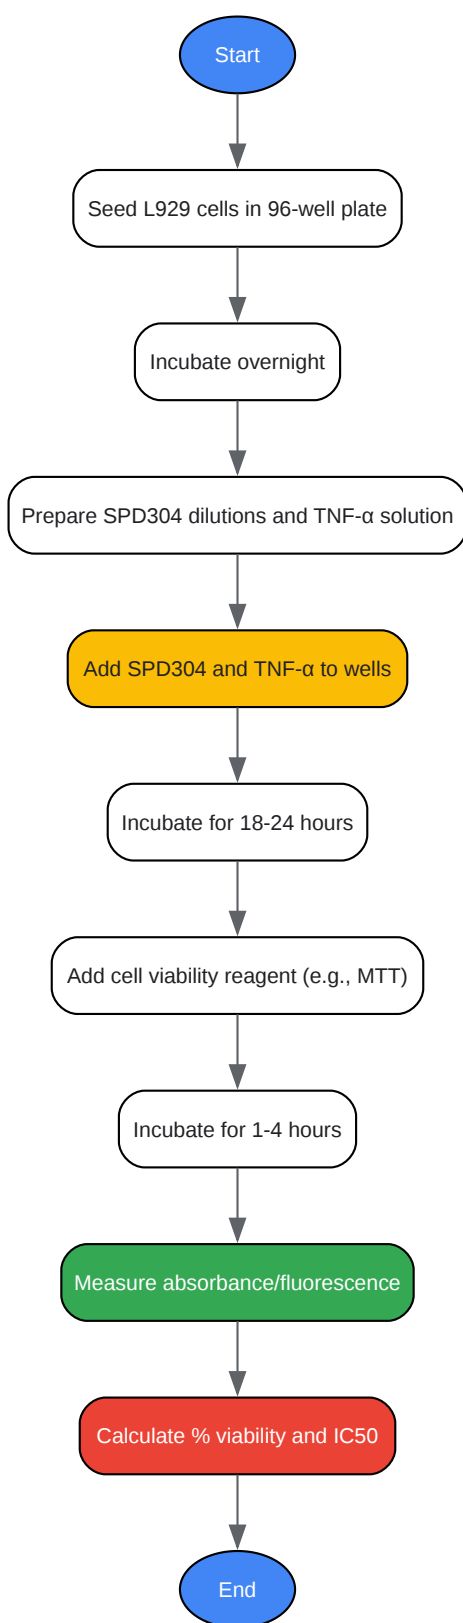 Start
Seed L929 cells in 96-well plate
Incubate overnight
Prepare SPD304 dilutions and TNF-α solution
Add SPD304 and TNF-α to wells
Incubate for 18-24 hours
Add cell viability reagent (e.g., MTT)
Incubate for 1-4 hours
Measure absorbance/fluorescence
Calculate % viability and IC50
End